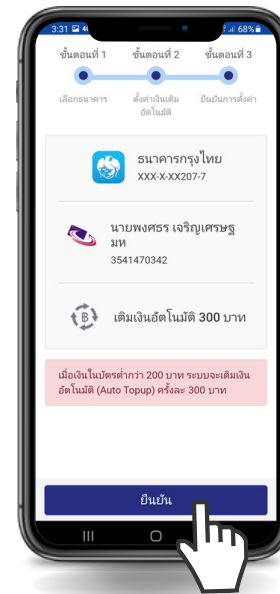 3:31
68%
ขั้นตอนที่ 1 ขั้นตอนที่ 2 ขั้นตอนที่ 3
เลือกธนาคาร ตั้งค่าเงินเติม ยืนยันการตั้งค่า
อัตโนมัติ
ธนาคารกรุงไทย
XXX-X-XX207-7
นายพงศธร เจริญเศรษฐ
มห
3541470342
เติมเงินอัตโนมัติ 300 บาท
เมื่อเงินในบัตรต่ำกว่า 200 บาท ระบบจะเติมเงิน
อัตโนมัติ (Auto Topup) ครั้งละ 300 บาท
ยืนยัน